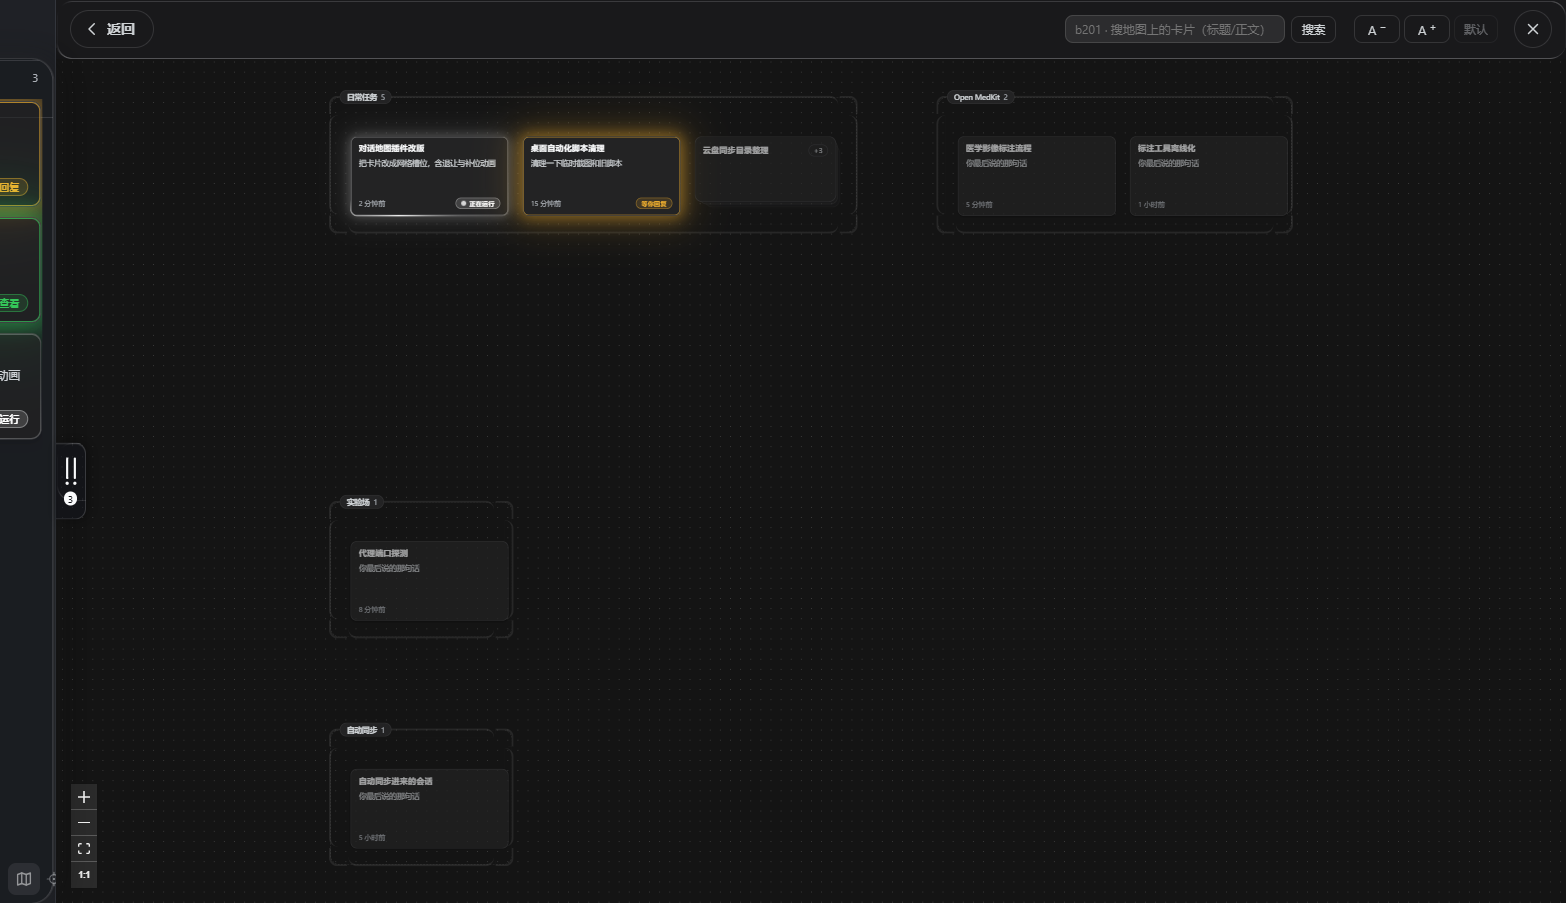 返回
b201 · 搜地图上的卡片（标题/正文）
搜索
A⁻
A⁺
默认
3
回复
查看
动画
运行
3
日常任务 5
对话地图插件改版
把卡片改成网格槽位，含退让与补位动画
2 分钟前
正在运行
桌面自动化脚本清理
清理一下临时截图和旧脚本
15 分钟前
等你回复
云盘同步目录整理
+3
Open MedKit 2
医学影像标注流程
你最后说的那句话
5 分钟前
标注工具离线化
你最后说的那句话
1 小时前
实验场 1
代理端口探测
你最后说的那句话
8 分钟前
自动同步 1
自动同步进来的会话
你最后说的那句话
5 小时前
1:1